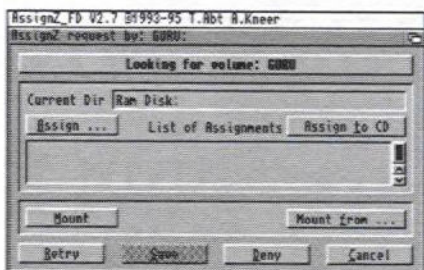 AssignZ_FD V2.7 ©1993-95 T.Abt A.Kneer
AssignZ request by: GURU:
Looking for volume: GURU
Current Dir Ram Disk:
Assign ... List of Assignments Assign to CD
Mount Mount from ...
Retry Save Deny Cancel